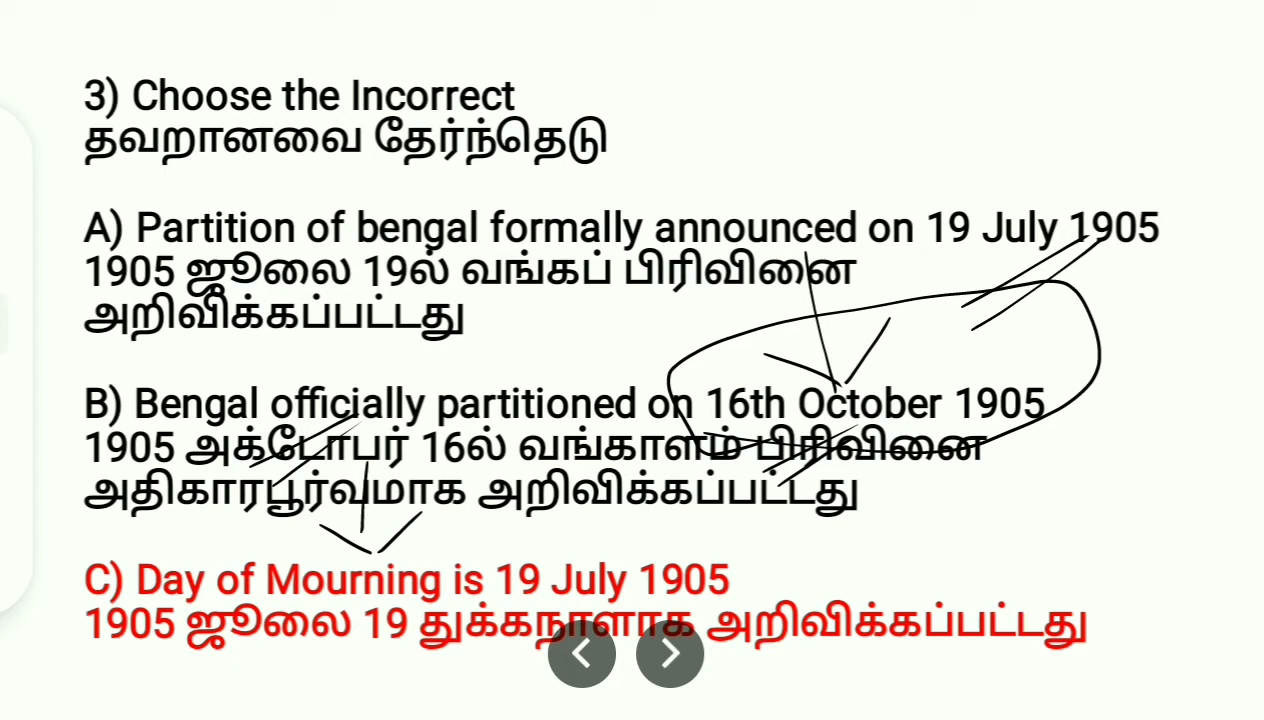 3) Choose the Incorrect
தவறானவை தேர்ந்தெடு
A) Partition of bengal formally announced on 19 July 1905
1905 ஜூலை 19ல் வங்கப் பிரிவினை
அறிவிக்கப்பட்டது
B) Bengal officially partitioned on 16th October 1905
1905 அக்டோபர் 16ல் வங்காளம் பிரிவினை
அதிகாரபூர்வமாக அறிவிக்கப்பட்டது
C) Day of Mourning is 19 July 1905
1905 ஜூலை 19 துக்கநாளாக அறிவிக்கப்பட்டது